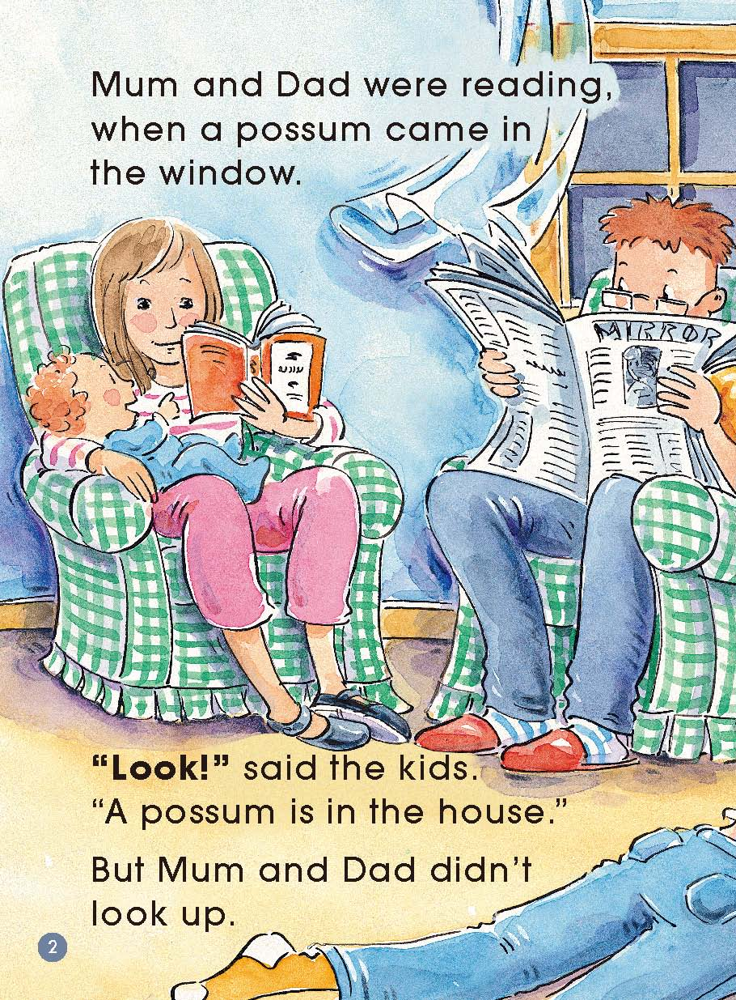 Mum and Dad were reading,
when a possum came in
the window.
MIRROR
“Look!” said the kids.
“A possum is in the house.”
But Mum and Dad didn’t
look up.
2